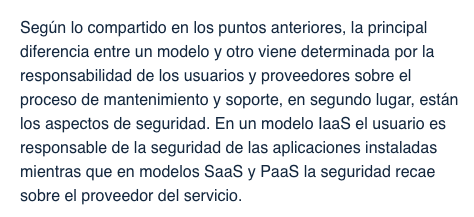 Según lo compartido en los puntos anteriores, la principal
diferencia entre un modelo y otro viene determinada por la
responsabilidad de los usuarios y proveedores sobre el
proceso de mantenimiento y soporte, en segundo lugar, están
los aspectos de seguridad. En un modelo IaaS el usuario es
responsable de la seguridad de las aplicaciones instaladas
mientras que en modelos SaaS y PaaS la seguridad recae
sobre el proveedor del servicio.